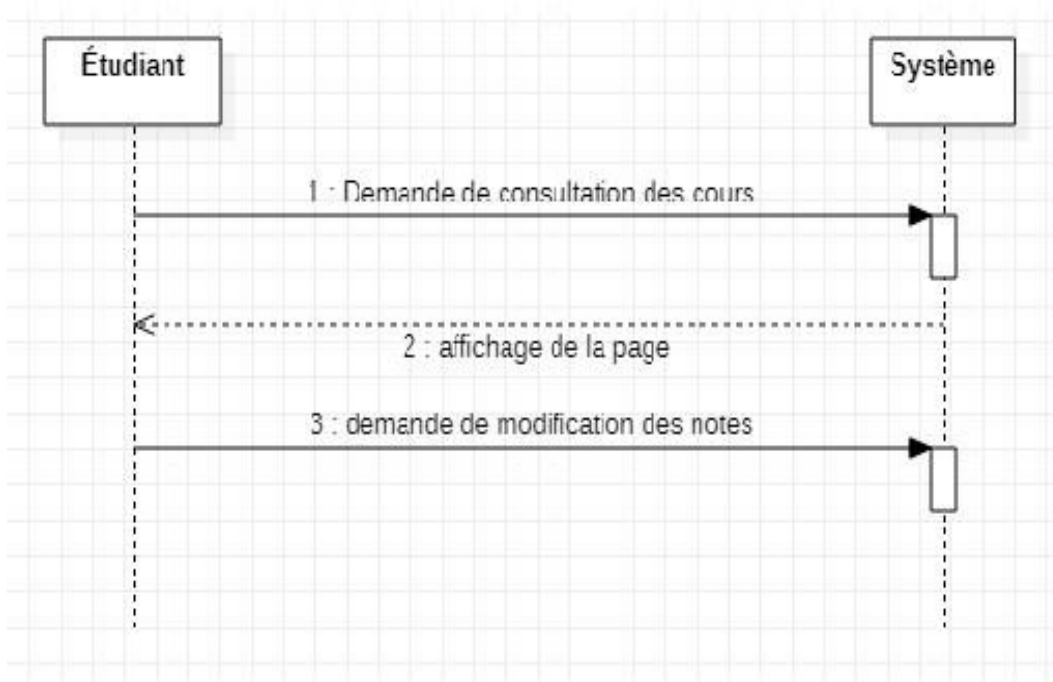 Étudiant
Système
1 : Demande de consultation des cours
2 : affichage de la page
3 : demande de modification des notes